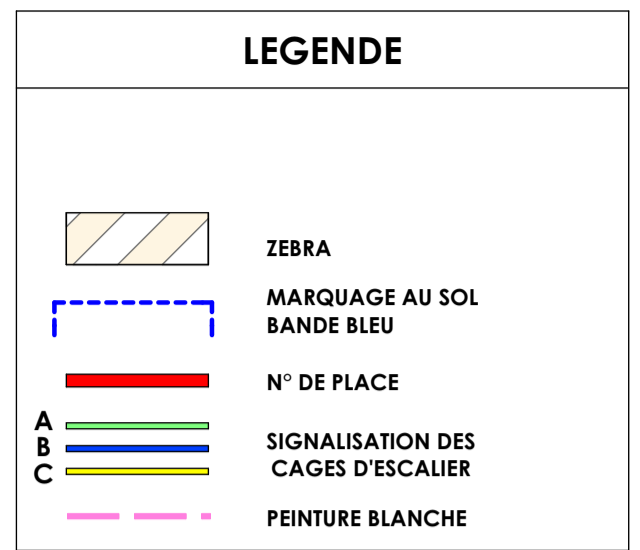 LEGENDE
ZEBRA
MARQUAGE AU SOL
BANDE BLEU
N° DE PLACE
A
B
C
SIGNALISATION DES
CAGES D'ESCALIER
PEINTURE BLANCHE